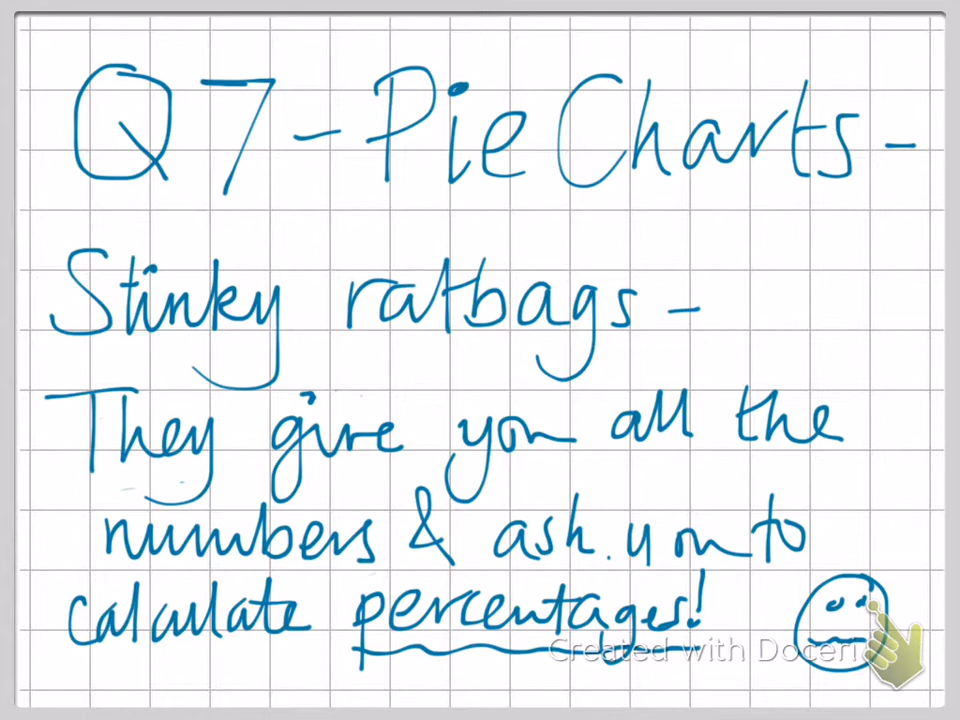 Q7 - Pie Charts -
Stinky ratbags -
They give you all the
numbers & ask you to
calculate percentages!
Created with Doceri